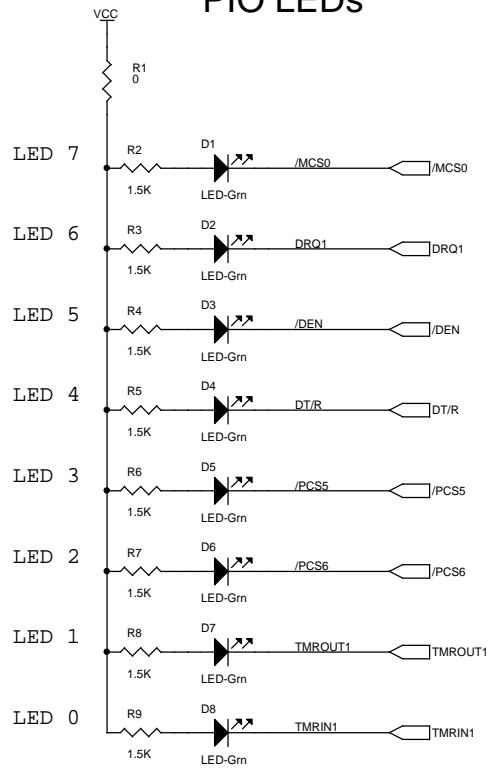 PIO LEDs
VCC
R1
0
LED 7
R2
D1
/MCS0
/MCS0
1.5K
LED-Grn
LED 6
R3
D2
DRQ1
DRQ1
1.5K
LED-Grn
LED 5
R4
D3
/DEN
/DEN
1.5K
LED-Grn
LED 4
R5
D4
DT/R
DT/R
1.5K
LED-Grn
LED 3
R6
D5
/PCS5
/PCS5
1.5K
LED-Grn
LED 2
R7
D6
/PCS6
/PCS6
1.5K
LED-Grn
LED 1
R8
D7
TMROUT1
TMROUT1
1.5K
LED-Grn
LED 0
R9
D8
TMRIN1
TMRIN1
1.5K
LED-Grn